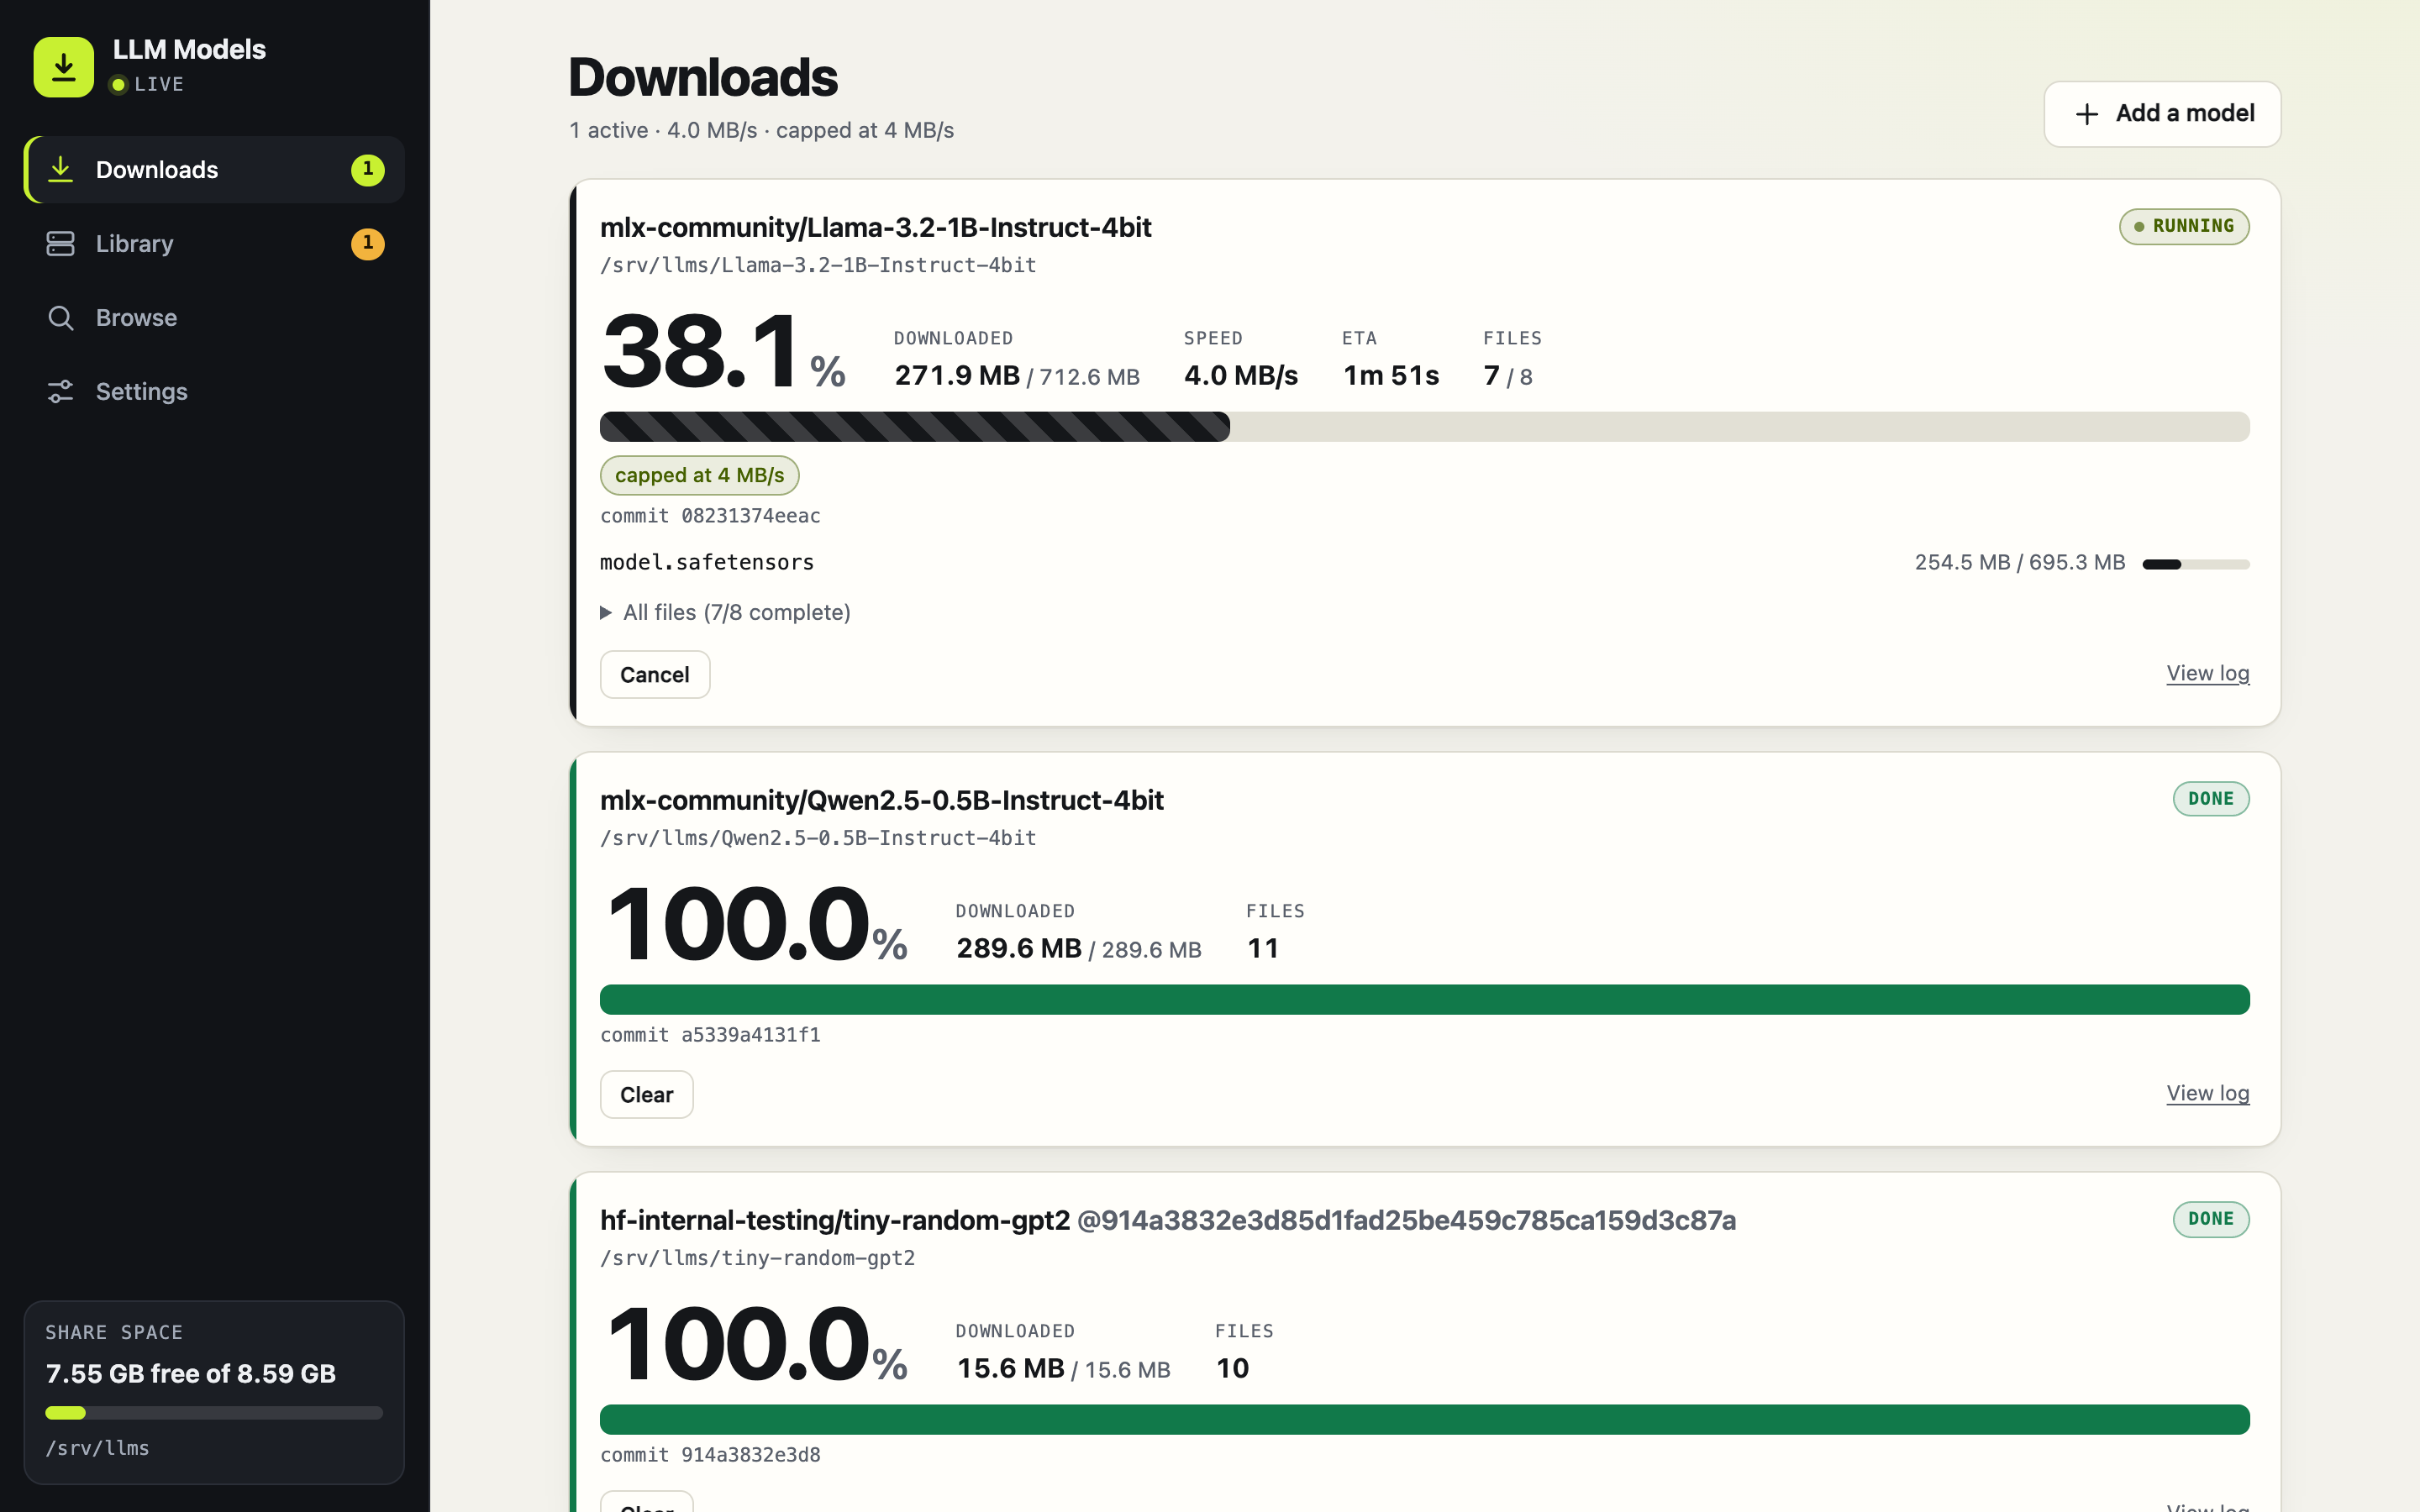 LLM Models
LIVE
Downloads 1
Library 1
Browse
Settings
SHARE SPACE
7.55 GB free of 8.59 GB
/srv/llms
Downloads
1 active · 4.0 MB/s · capped at 4 MB/s
Add a model
mlx-community/Llama-3.2-1B-Instruct-4bit
RUNNING
/srv/llms/Llama-3.2-1B-Instruct-4bit
38.1 %
DOWNLOADED
271.9 MB / 712.6 MB
SPEED
4.0 MB/s
ETA
1m 51s
FILES
7 / 8
capped at 4 MB/s
commit 08231374eeac
model.safetensors
254.5 MB / 695.3 MB
All files (7/8 complete)
Cancel
View log
mlx-community/Qwen2.5-0.5B-Instruct-4bit
DONE
/srv/llms/Qwen2.5-0.5B-Instruct-4bit
100.0%
DOWNLOADED
289.6 MB / 289.6 MB
FILES
11
commit a5339a4131f1
Clear
View log
hf-internal-testing/tiny-random-gpt2 @914a3832e3d85d1fad25be459c785ca159d3c87a
DONE
/srv/llms/tiny-random-gpt2
100.0%
DOWNLOADED
15.6 MB / 15.6 MB
FILES
10
commit 914a3832e3d8
Clear
View log